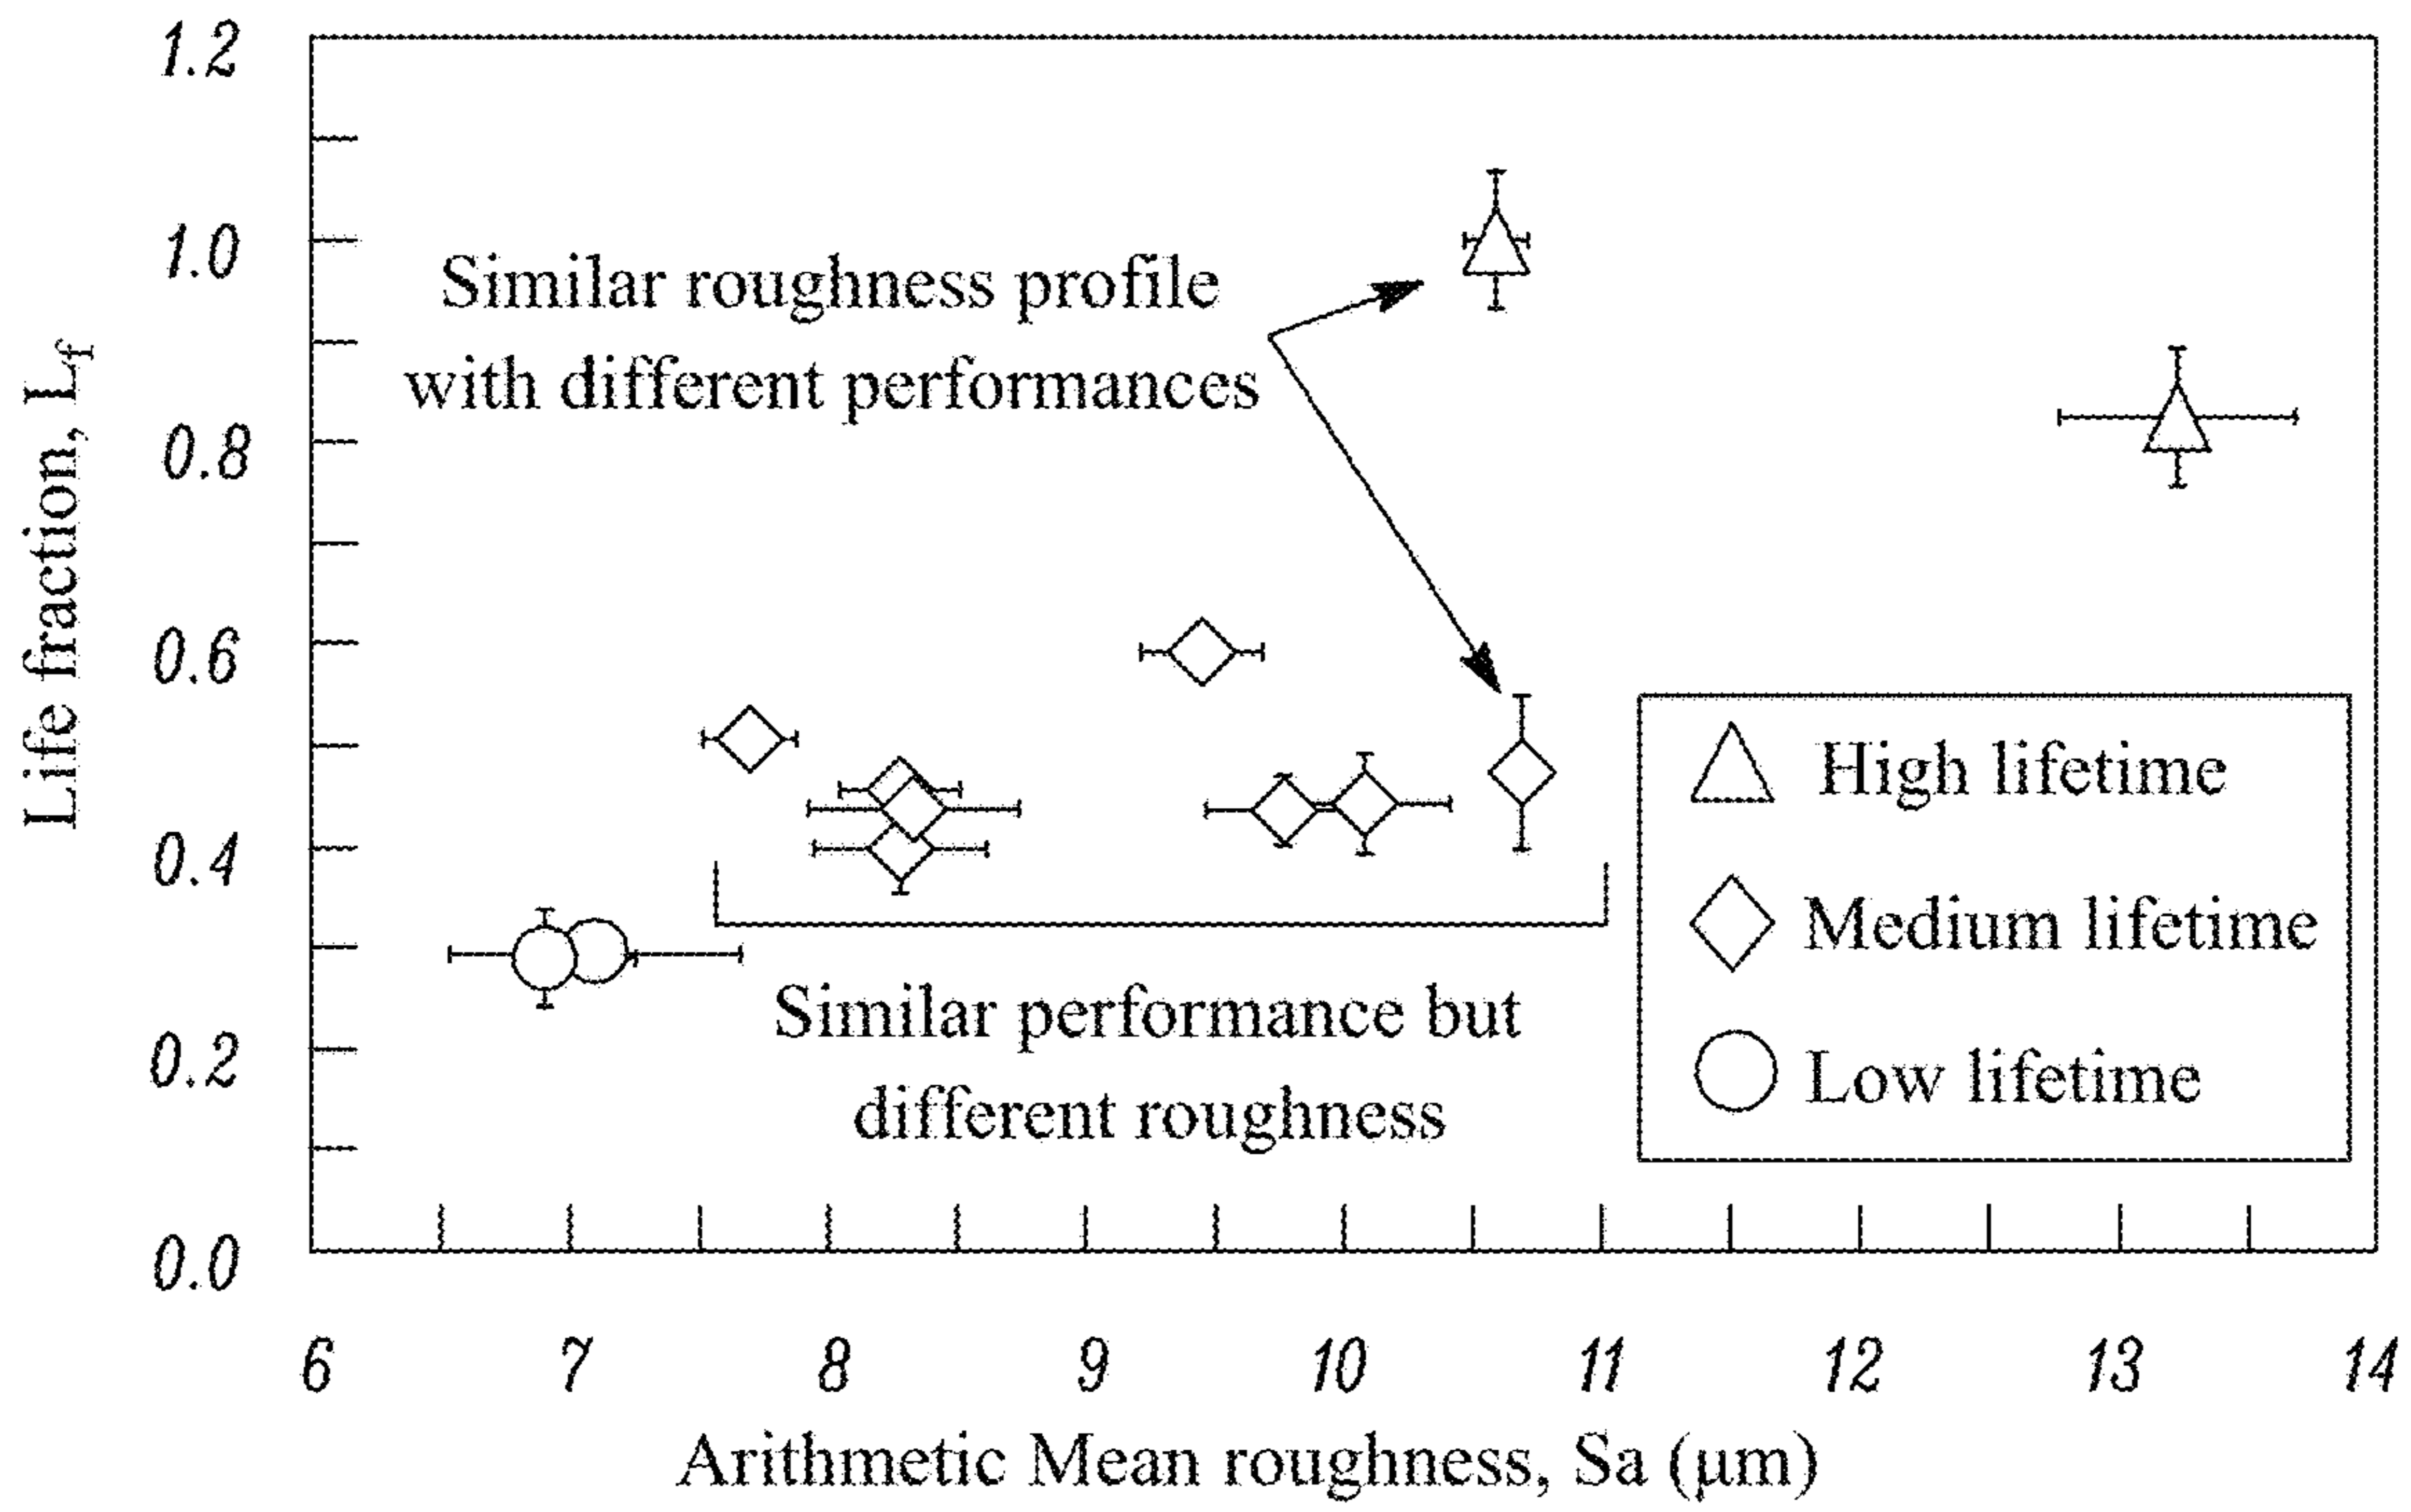 1.2
1.0
0.8
0.6
0.4
0.2
0.0
Life fraction, Lf
Similar roughness profile
with different performances
High lifetime
Medium lifetime
Low lifetime
Similar performance but
different roughness
6 7 8 9 10 11 12 13 14
Arithmetic Mean roughness, Sa (μm)